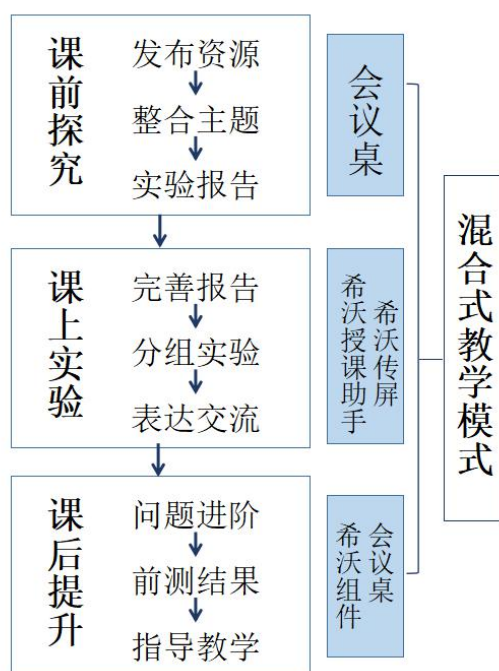 课前探究
发布资源
整合主题
实验报告
会议桌
课上实验
完善报告
分组实验
表达交流
希沃传屏
希沃授课助手
课后提升
问题进阶
前测结果
指导教学
会议桌
希沃组件
混合式教学模式